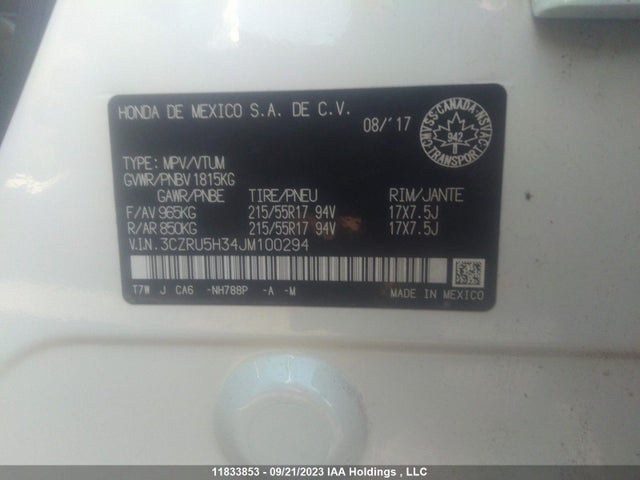 HONDA DE MEXICO S.A. DE C.V.
08/'17
CANADA
CMVSS-NSVAC
942
TRANSPORT
TYPE: MPV/VTUM
GVWR/PNBV 1815KG
GAWR/PNBE TIRE/PNEU RIM/JANTE
F/AV 965KG 215/55R17 94V 17X7.5J
R/AR 850KG 215/55R17 94V 17X7.5J
V.I.N. 3CZRU5H34JM100294
T7W J CA6 -NH788P -A -M MADE IN MEXICO
11833853 - 09/21/2023 IAA Holdings , LLC